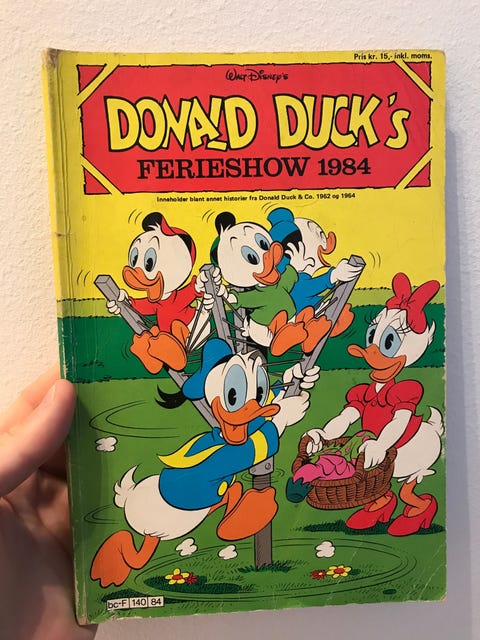 Pris kr. 15,- inkl. moms.
Walt Disney's
DONALD DUCK's
FERIESHOW 1984
Inneholder blant annet historier fra Donald Duck & Co. 1962 og 1964
bc-F 140 84